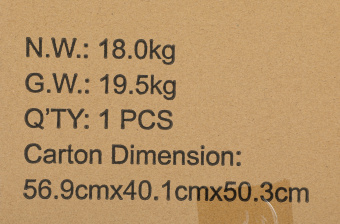 N.W.: 18.0kg
G.W.: 19.5kg
Q'TY: 1 PCS
Carton Dimension:
56.9cmx40.1cmx50.3cm